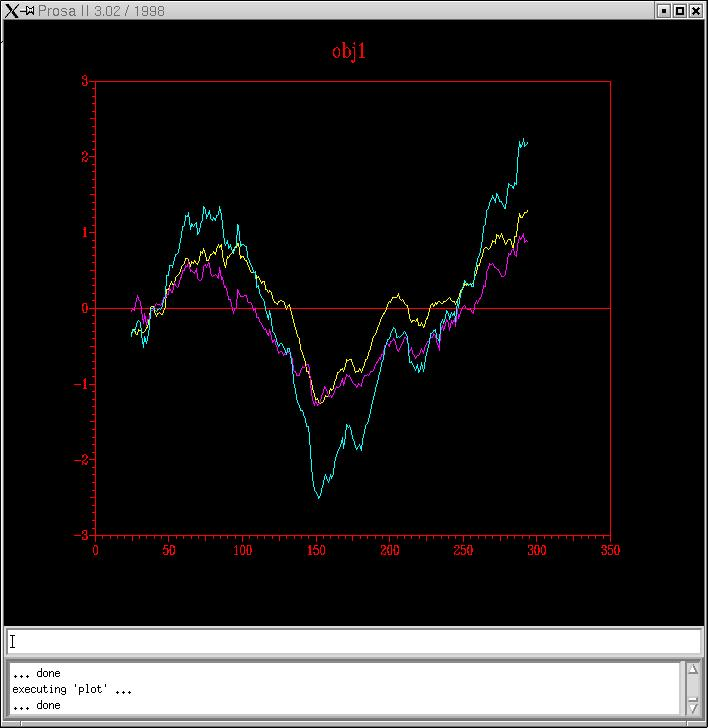 Prosa II 3.02 / 1998
obj1
3
2
1
0
-1
-2
-3
0 50 100 150 200 250 300 350
... done
executing 'plot' ...
... done